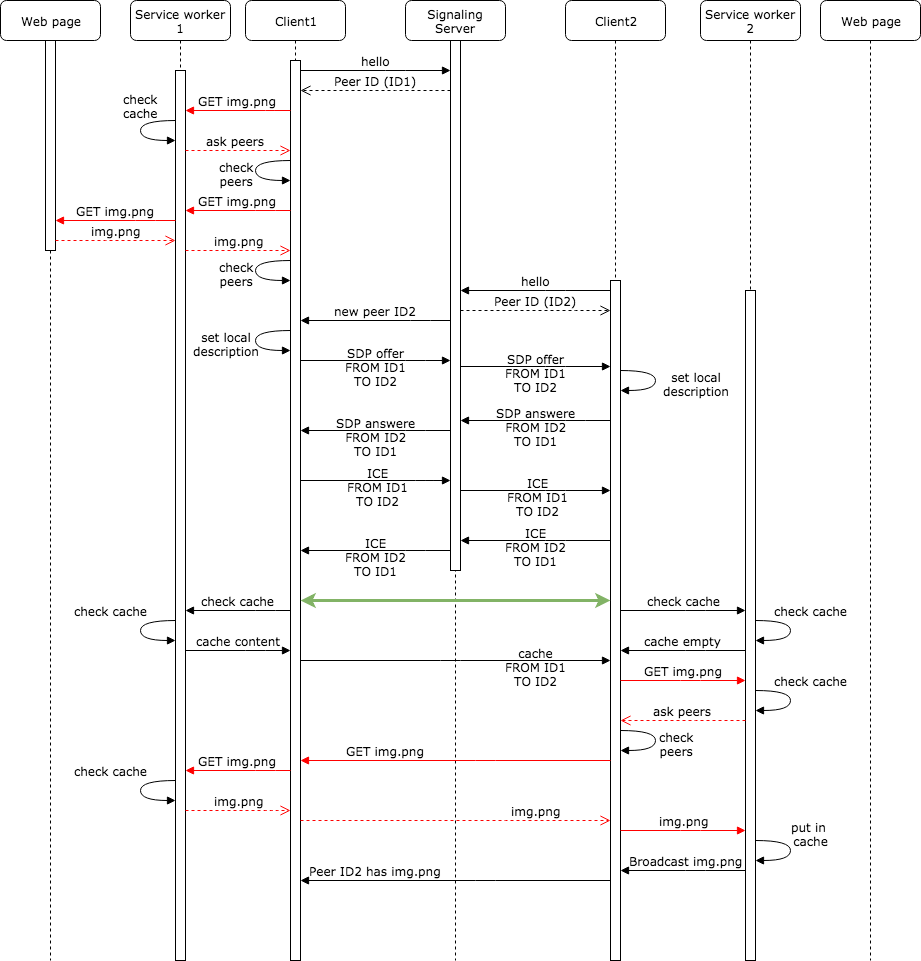 Web page
Service worker
1
Client1
Signaling
Server
Client2
Service worker
2
Web page
hello
Peer ID (ID1)
GET img.png
check
cache
ask peers
check
peers
GET img.png
GET img.png
img.png
img.png
check
peers
hello
Peer ID (ID2)
new peer ID2
set local
description
SDP offer
FROM ID1
TO ID2
SDP offer
FROM ID1
TO ID2
set local
description
SDP answere
FROM ID2
TO ID1
SDP answere
FROM ID2
TO ID1
ICE
FROM ID1
TO ID2
ICE
FROM ID1
TO ID2
ICE
FROM ID2
TO ID1
ICE
FROM ID2
TO ID1
check cache
check cache
check cache
check cache
cache content
cache empty
cache
FROM ID1
TO ID2
GET img.png
check cache
ask peers
check
peers
GET img.png
GET img.png
check cache
img.png
img.png
img.png
put in
cache
Broadcast img.png
Peer ID2 has img.png